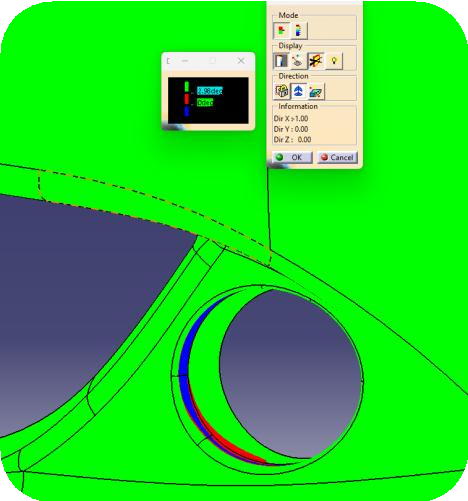 Mode
Display
2.98deg
Direction
0deg
Information
Dir X : 1.00
Dir Y : 0.00
Dir Z : 0.00
OK
Cancel